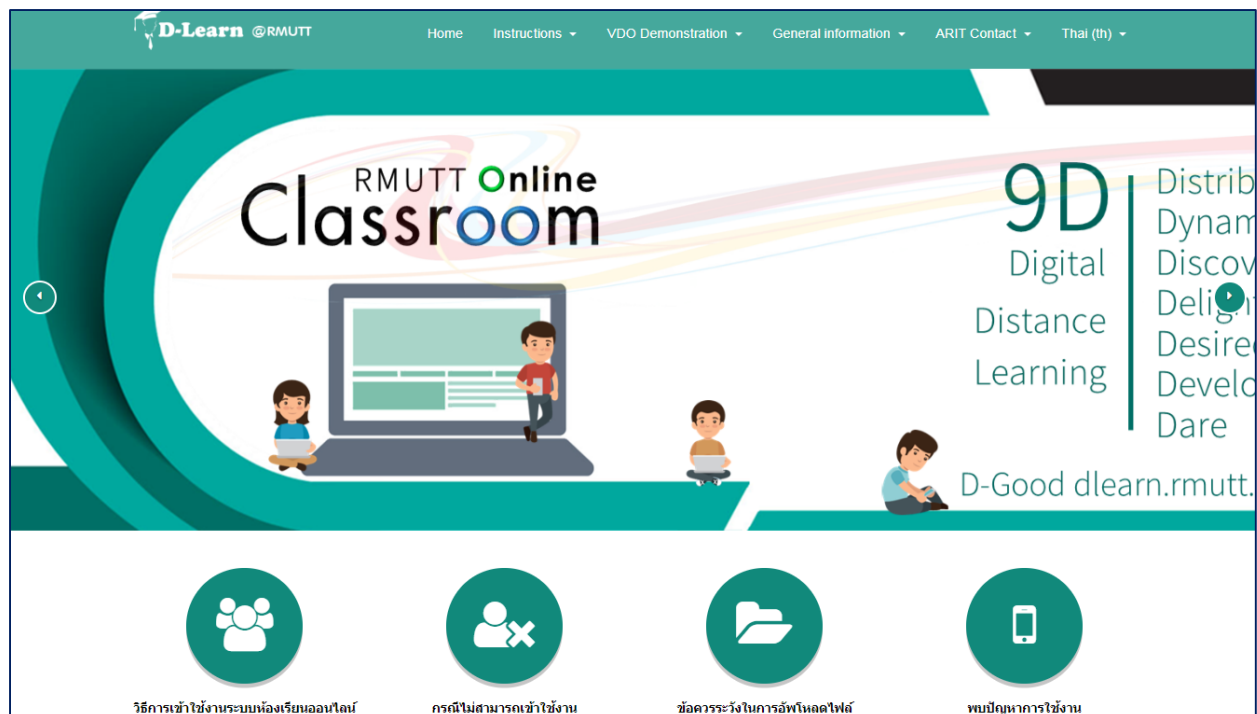 D-Learn @RMUTT
Home Instructions VDO Demonstration General information ARIT Contact Thai (th)
RMUTT Online
Classroom
9D
Digital
Distance
Learning
Distrib
Dynam
Discov
Desire
Develo
Dare
D-Good dlearn.rmutt.
วิธีการเข้าใช้งานระบบห้องเรียนออนไลน์
กรณีไม่สามารถเข้าใช้งาน
ข้อควรระวังในการอัพโหลดไฟล์
พบปัญหาการใช้งาน